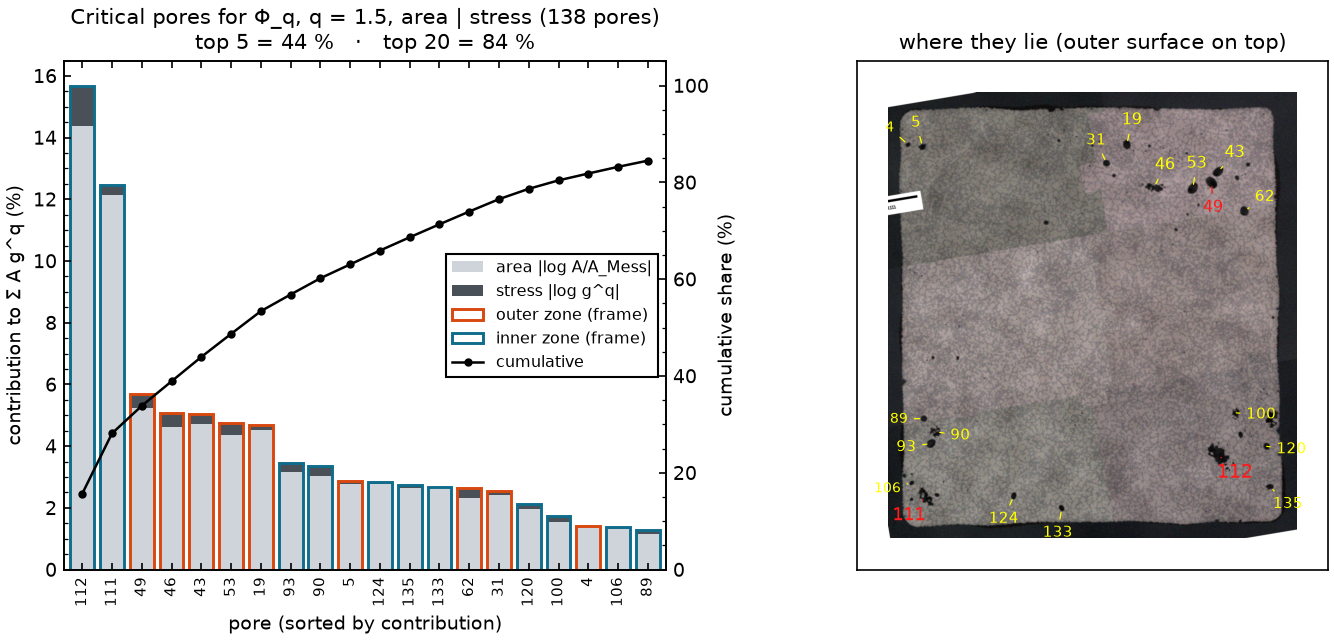 Critical pores for Φ_q, q = 1.5, area | stress (138 pores)
top 5 = 44 % · top 20 = 84 %
contribution to Σ A g^q (%)
16
14
12
10
8
6
4
2
0
area |log A/A_Mess|
stress |log g^q|
outer zone (frame)
inner zone (frame)
cumulative
100
80
60
40
20
0
cumulative share (%)
112 111 49 46 43 53 19 93 90 5 124 135 133 62 31 120 100 4 106 89
pore (sorted by contribution)
where they lie (outer surface on top)
4 5 19
31 46 53 43
49 62
89 90 100
93 120
112
106 111 135
124
133